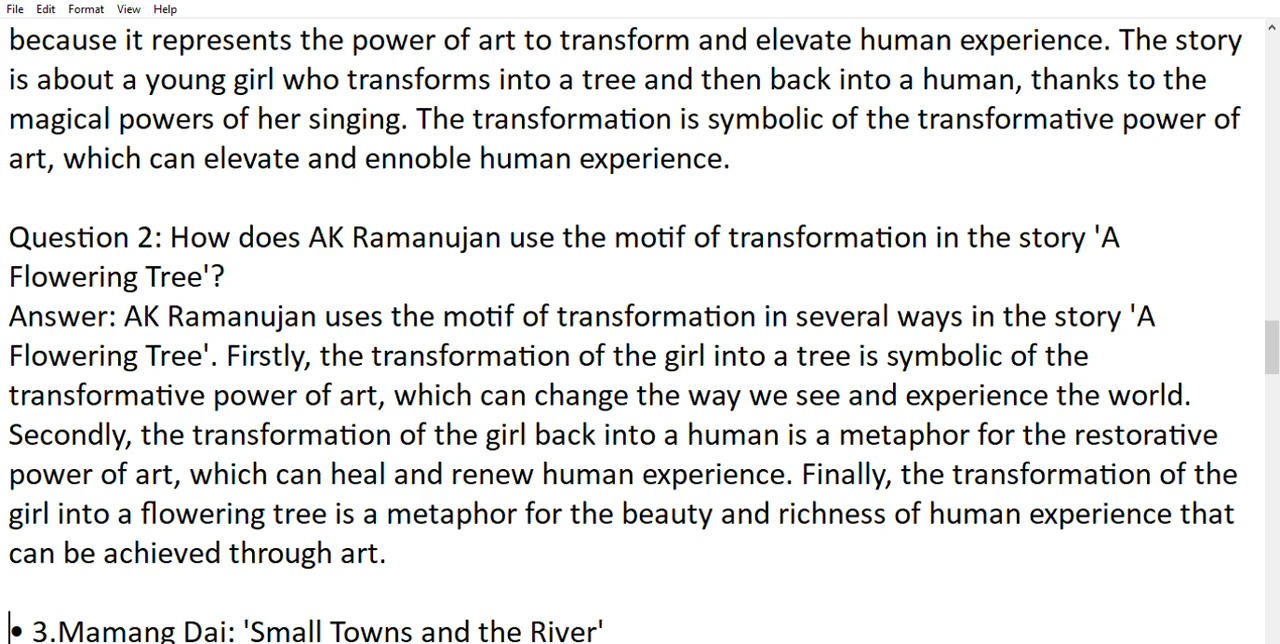 File Edit Format View Help
because it represents the power of art to transform and elevate human experience. The story
is about a young girl who transforms into a tree and then back into a human, thanks to the
magical powers of her singing. The transformation is symbolic of the transformative power of
art, which can elevate and ennoble human experience.
Question 2: How does AK Ramanujan use the motif of transformation in the story 'A
Flowering Tree'?
Answer: AK Ramanujan uses the motif of transformation in several ways in the story 'A
Flowering Tree'. Firstly, the transformation of the girl into a tree is symbolic of the
transformative power of art, which can change the way we see and experience the world.
Secondly, the transformation of the girl back into a human is a metaphor for the restorative
power of art, which can heal and renew human experience. Finally, the transformation of the
girl into a flowering tree is a metaphor for the beauty and richness of human experience that
can be achieved through art.
• 3.Mamang Dai: 'Small Towns and the River'